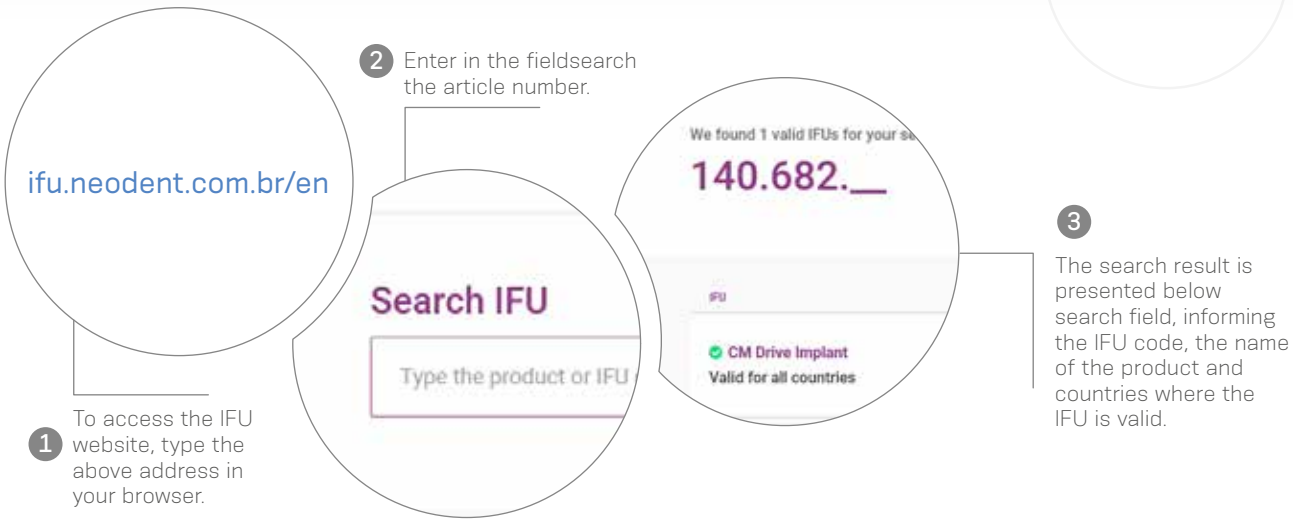 ifu.neodent.com.br/en
1
To access the IFU
website, type the
above address in
your browser.
2
Enter in the fieldsearch
the article number.
Search IFU
Type the product or IFU
We found 1 valid IFUs for your se
140.682.__
IFU
CM Drive Implant
Valid for all countries
3
The search result is
presented below
search field, informing
the IFU code, the name
of the product and
countries where the
IFU is valid.